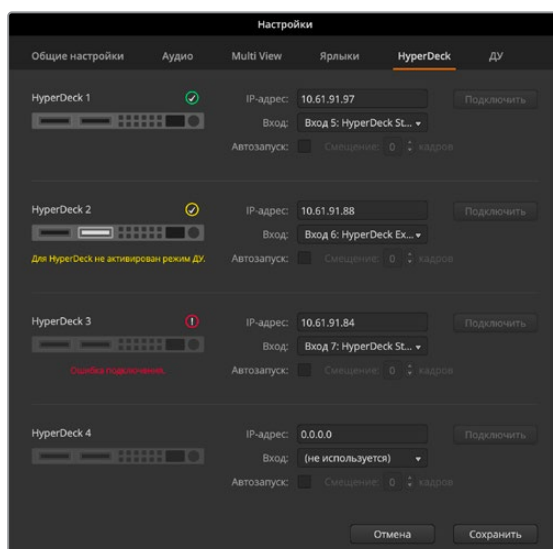 Настройки
Общие настройки Аудио Multi View Ярлыки HyperDeck ДУ
HyperDeck 1 IP-адрес: 10.61.91.97 Подключить
Вход: Вход 5: HyperDeck St...
Автозапуск: Смещение: 0 кадров
HyperDeck 2 IP-адрес: 10.61.91.88 Подключить
Вход: Вход 6: HyperDeck Ex...
Для HyperDeck не активирован режим ДУ. Автозапуск: Смещение: 0 кадров
HyperDeck 3 IP-адрес: 10.61.91.84 Подключить
Вход: Вход 7: HyperDeck St...
Ошибка подключения. Автозапуск: Смещение: 0 кадров
HyperDeck 4 IP-адрес: 0.0.0.0 Подключить
Вход: (не используется)
Автозапуск: Смещение: 0 кадров
Отмена Сохранить